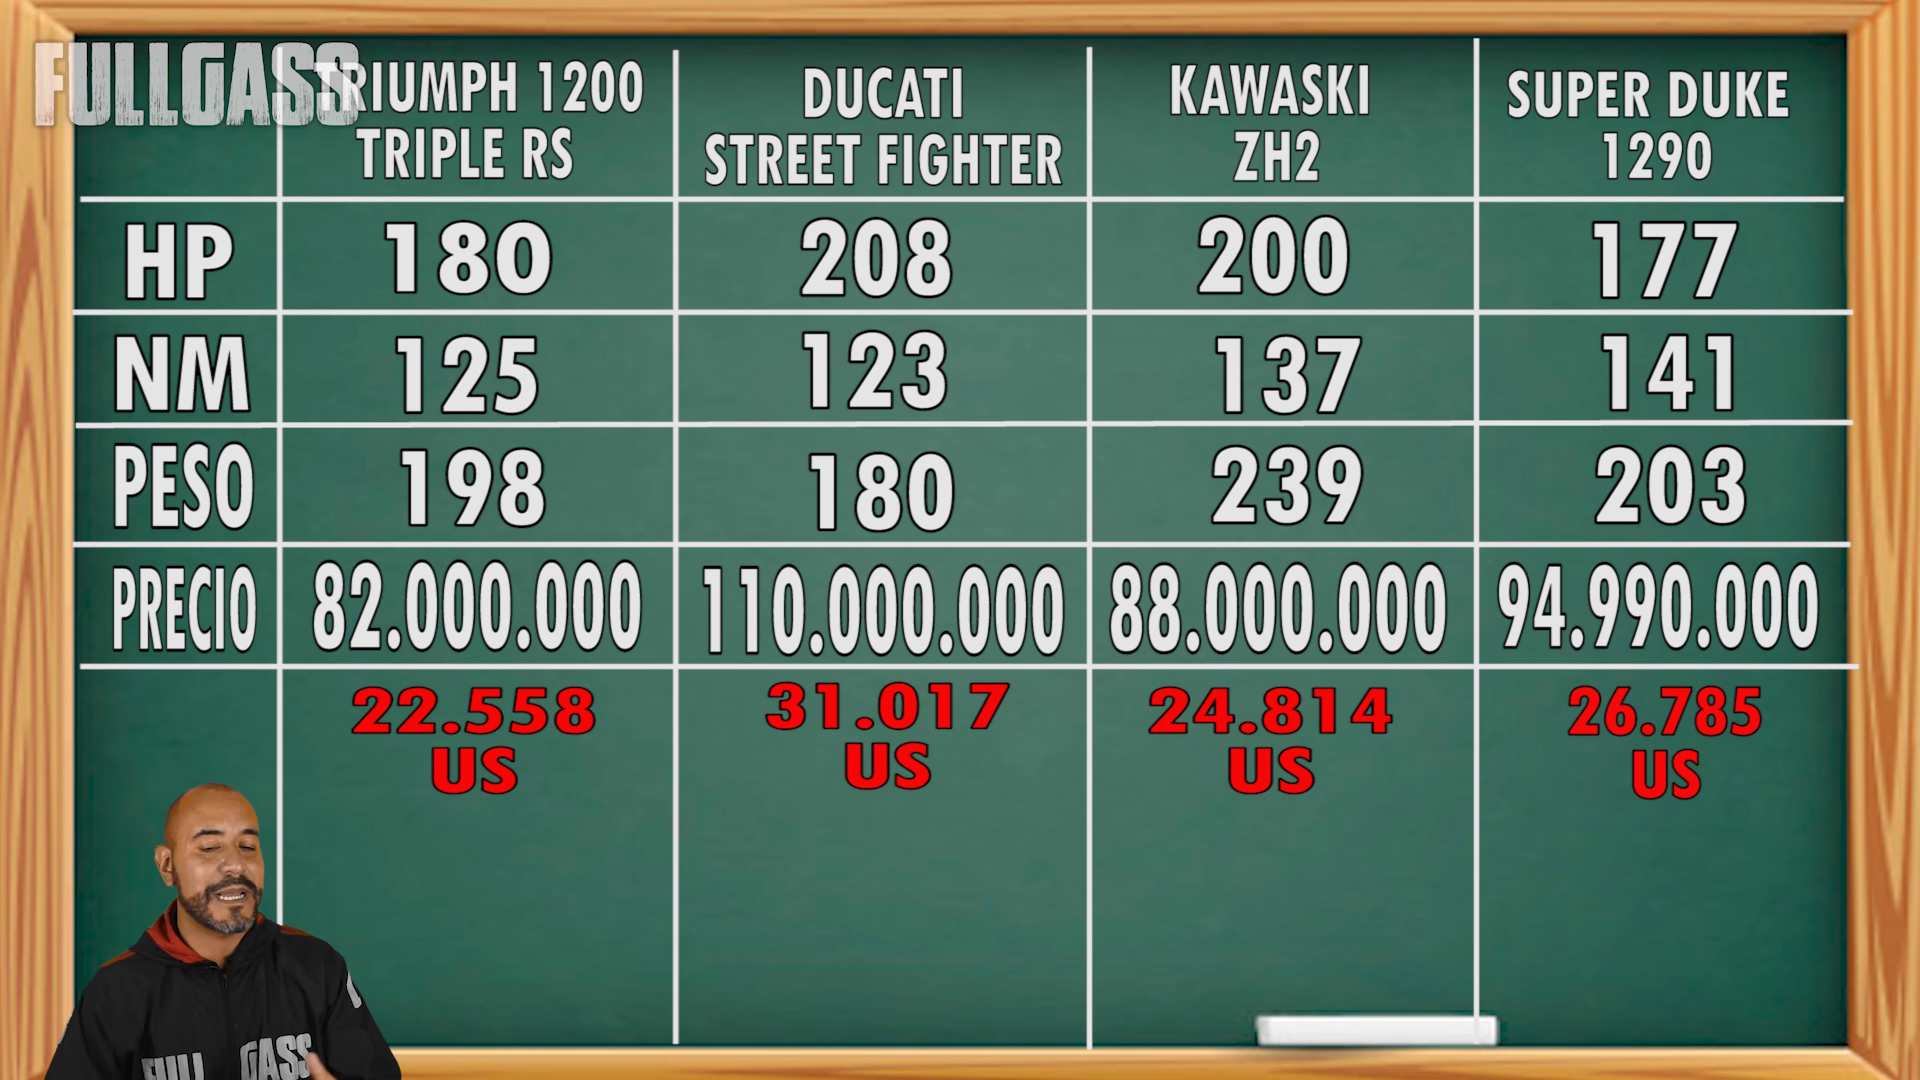 FULLGASS
TRIUMPH 1200
TRIPLE RS
DUCATI
STREET FIGHTER
KAWASKI
ZH2
SUPER DUKE
1290
HP 180 208 200 177
NM 125 123 137 141
PESO 198 180 239 203
PRECIO 82.000.000 110.000.000 88.000.000 94.990.000
22.558
US
31.017
US
24.814
US
26.785
US
FULL GASS